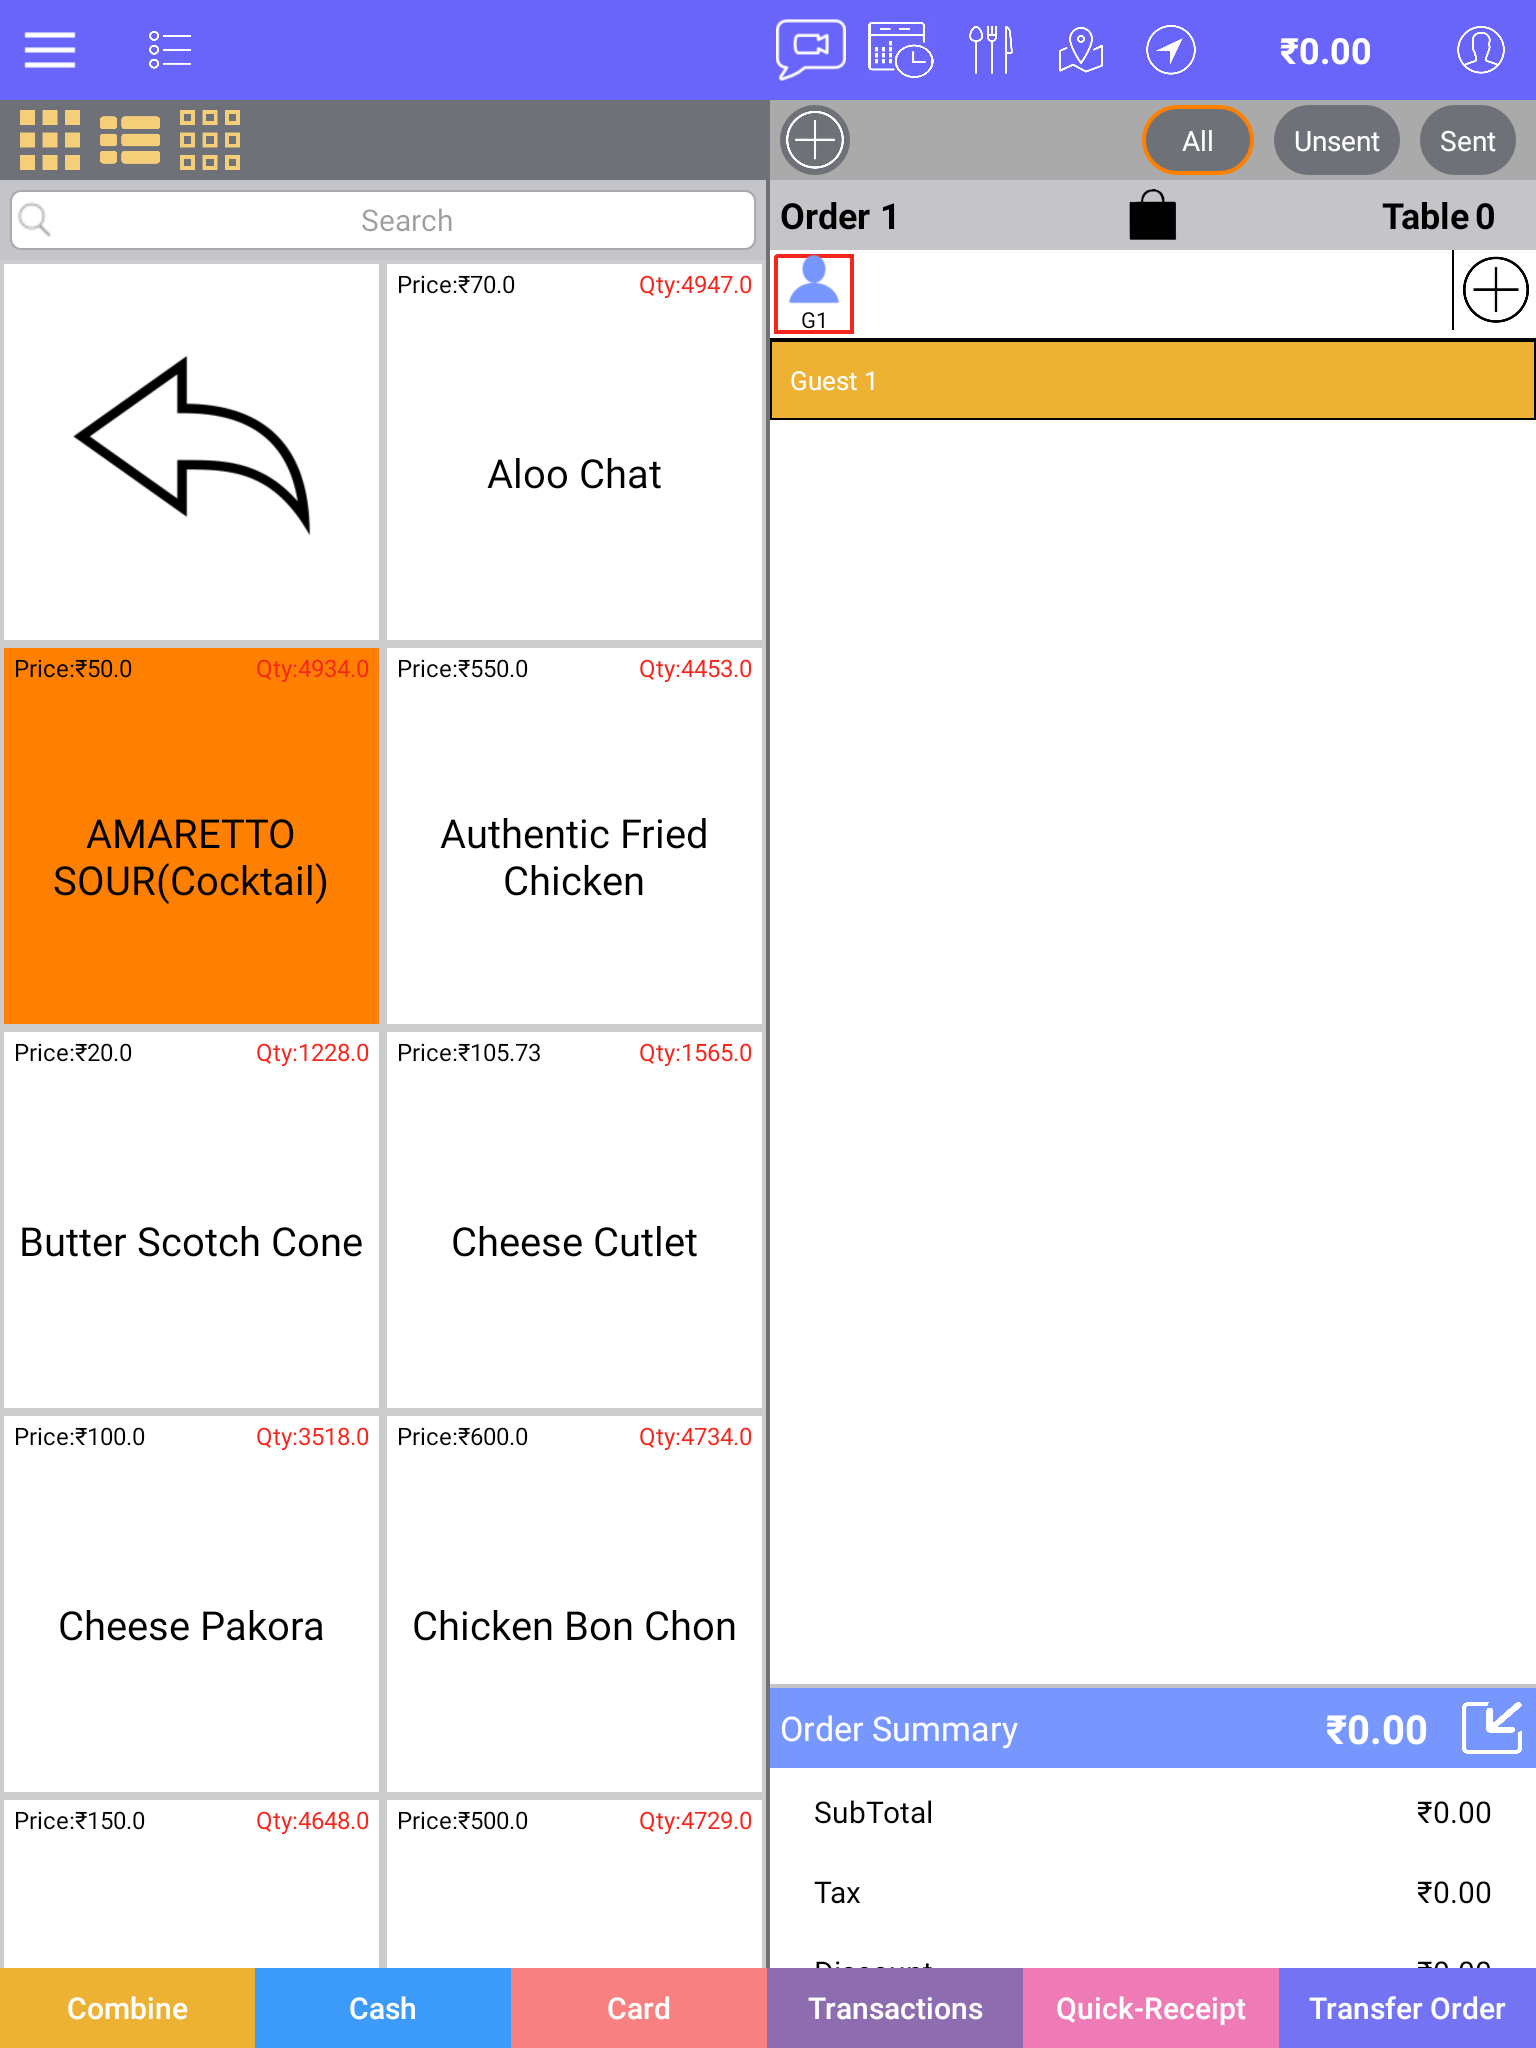 ₹0.00
All
Unsent
Sent
Search
Order 1
Table 0
G1
Guest 1
Price:₹70.0
Qty:4947.0
Aloo Chat
Price:₹50.0
Qty:4934.0
AMARETTO
SOUR(Cocktail)
Price:₹550.0
Qty:4453.0
Authentic Fried
Chicken
Price:₹20.0
Qty:1228.0
Butter Scotch Cone
Price:₹105.73
Qty:1565.0
Cheese Cutlet
Price:₹100.0
Qty:3518.0
Cheese Pakora
Price:₹600.0
Qty:4734.0
Chicken Bon Chon
Price:₹150.0
Qty:4648.0
Price:₹500.0
Qty:4729.0
Order Summary
₹0.00
SubTotal
₹0.00
Tax
₹0.00
Discount
₹0.00
Combine
Cash
Card
Transactions
Quick-Receipt
Transfer Order